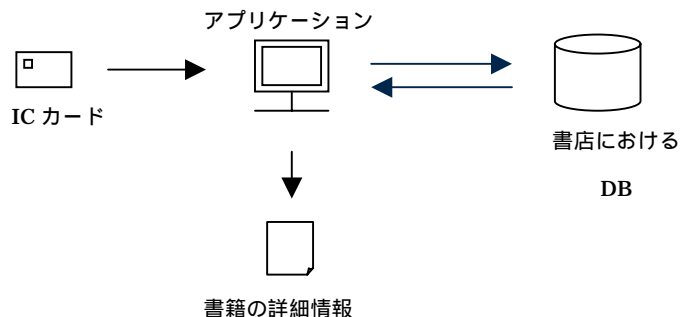 アプリケーション
IC カード
書店における
DB
書籍の詳細情報